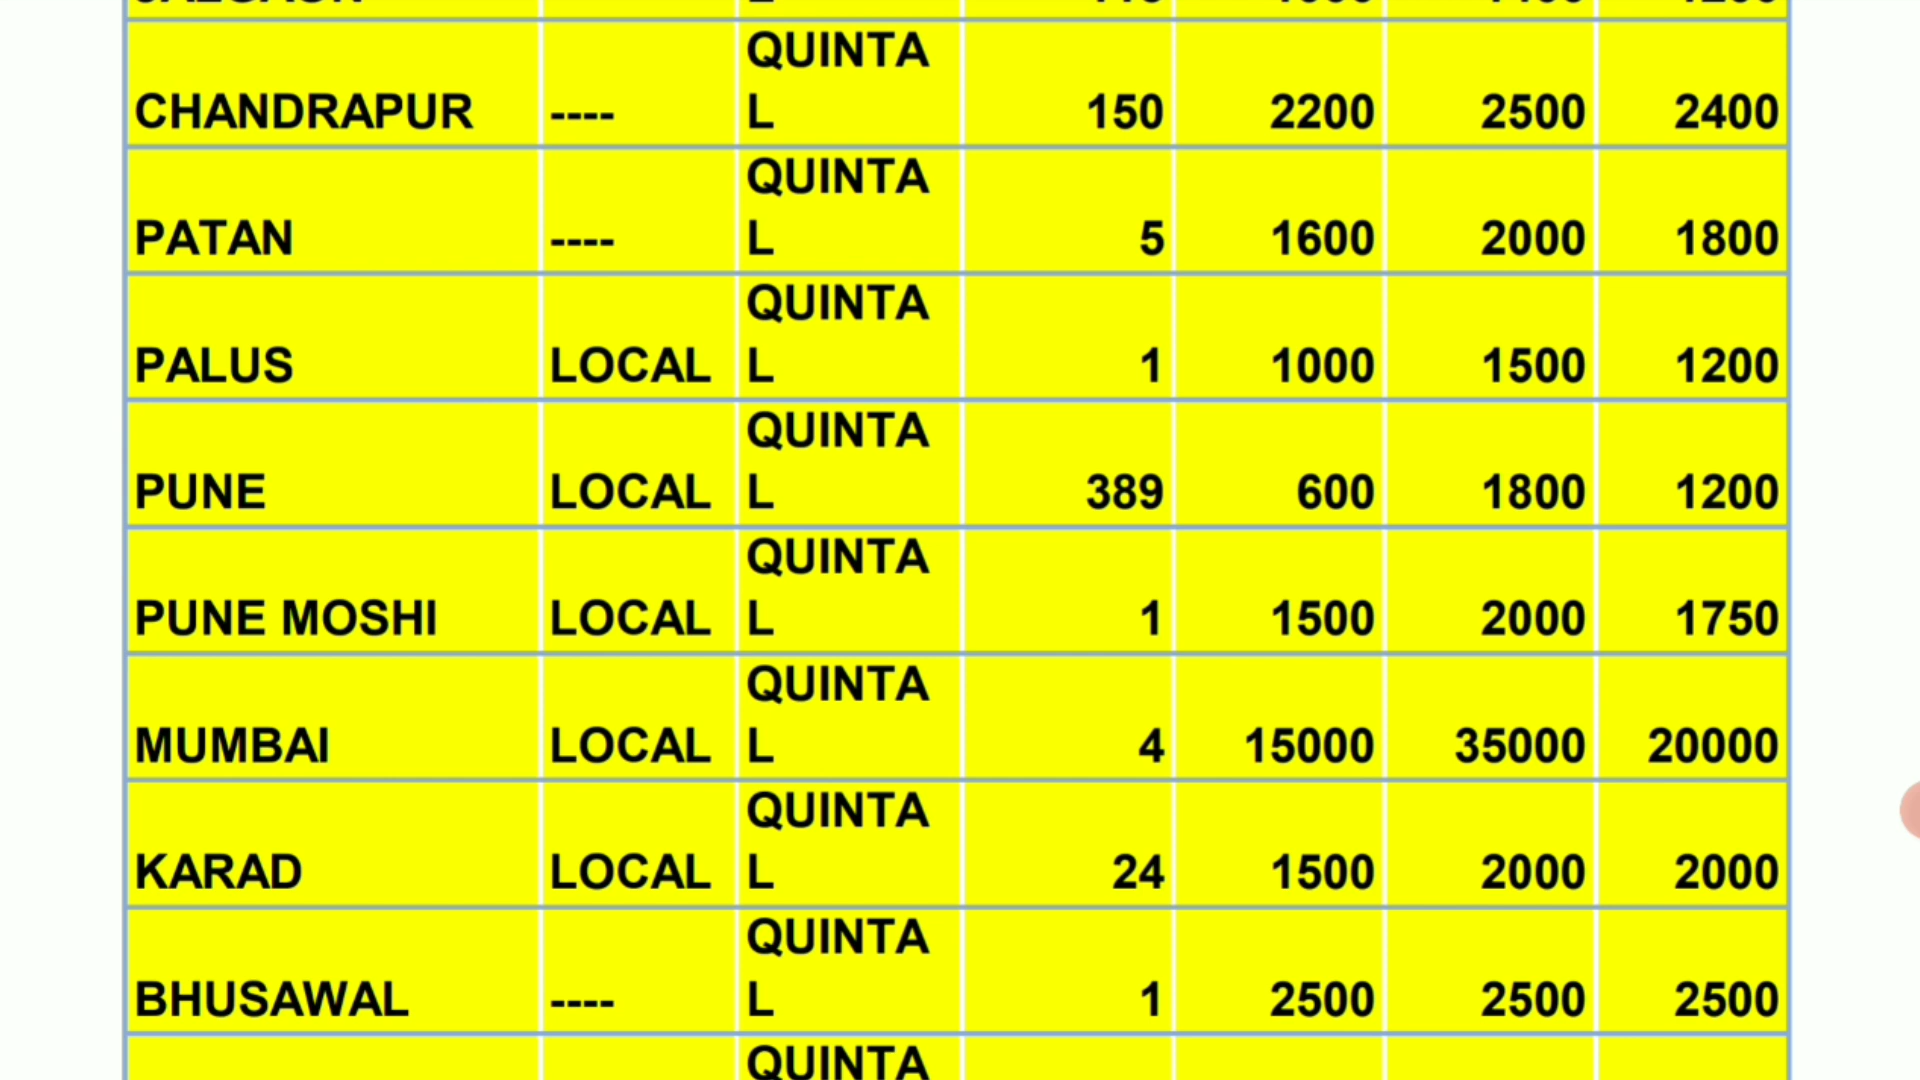 QUINTA
CHANDRAPUR ---- L 150 2200 2500 2400
QUINTA
PATAN ---- L 5 1600 2000 1800
QUINTA
PALUS LOCAL L 1 1000 1500 1200
QUINTA
PUNE LOCAL L 389 600 1800 1200
QUINTA
PUNE MOSHI LOCAL L 1 1500 2000 1750
QUINTA
MUMBAI LOCAL L 4 15000 35000 20000
QUINTA
KARAD LOCAL L 24 1500 2000 2000
QUINTA
BHUSAWAL ---- L 1 2500 2500 2500
QUINTA